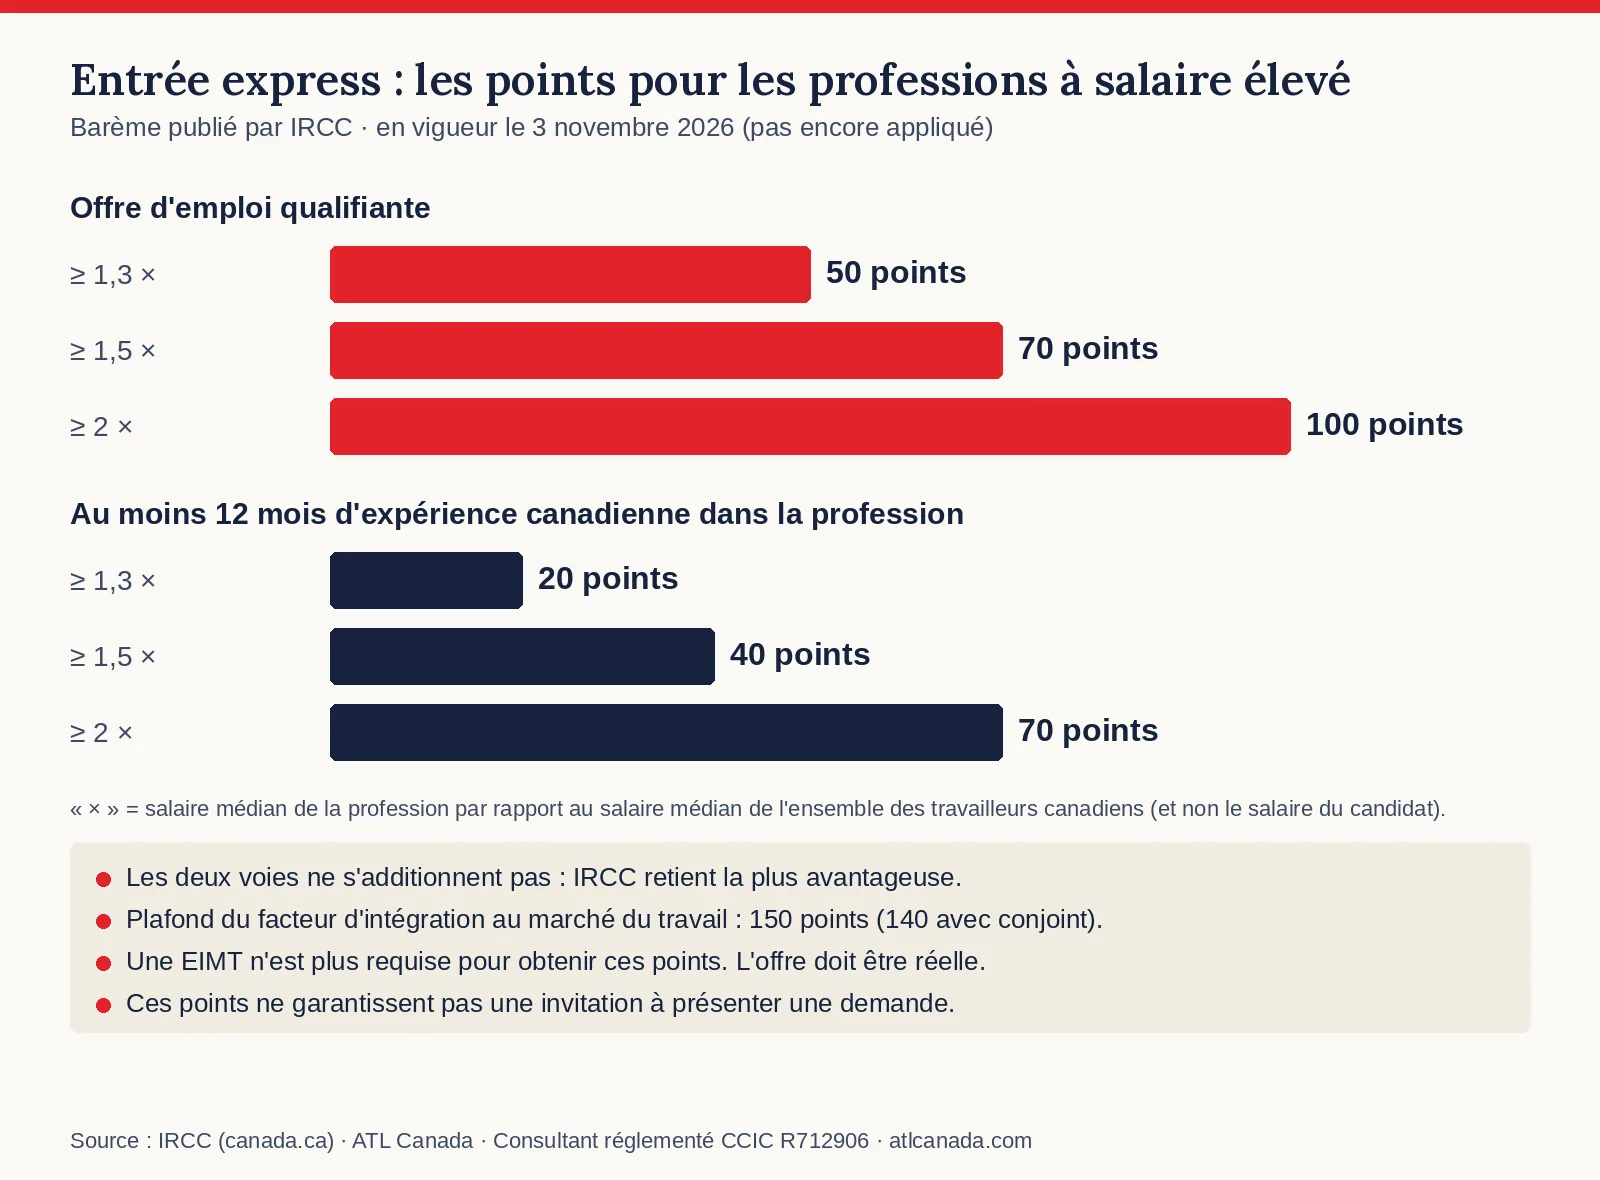 Entrée express : les points pour les professions à salaire élevé
Barème publié par IRCC · en vigueur le 3 novembre 2026 (pas encore appliqué)
Offre d'emploi qualifiante
≥ 1,3 × 50 points
≥ 1,5 × 70 points
≥ 2 × 100 points
Au moins 12 mois d'expérience canadienne dans la profession
≥ 1,3 × 20 points
≥ 1,5 × 40 points
≥ 2 × 70 points
« × » = salaire médian de la profession par rapport au salaire médian de l'ensemble des travailleurs canadiens (et non le salaire du candidat).
Les deux voies ne s'additionnent pas : IRCC retient la plus avantageuse.
Plafond du facteur d'intégration au marché du travail : 150 points (140 avec conjoint).
Une EIMT n'est plus requise pour obtenir ces points. L'offre doit être réelle.
Ces points ne garantissent pas une invitation à présenter une demande.
Source : IRCC (canada.ca) · ATL Canada · Consultant réglementé CCIC R712906 · atlcanada.com